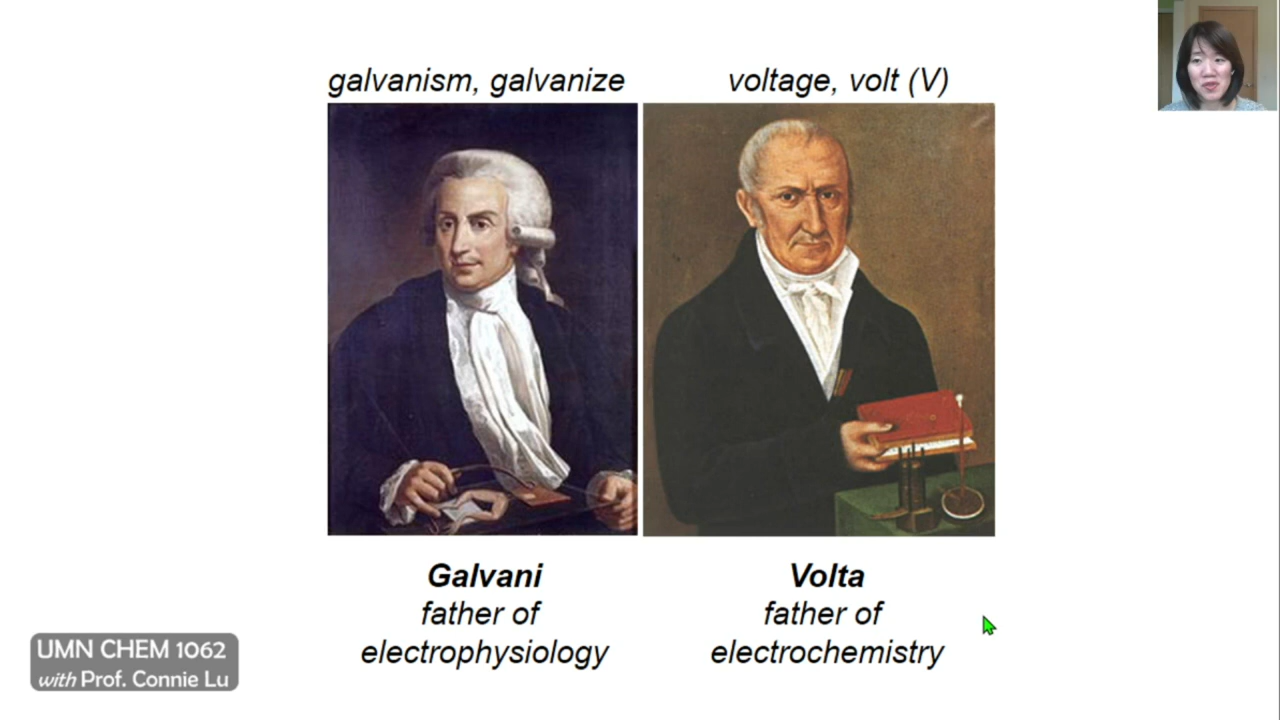 galvanism, galvanize
voltage, volt (V)
Galvani
father of
electrophysiology
Volta
father of
electrochemistry
UMN CHEM 1062
with Prof. Connie Lu